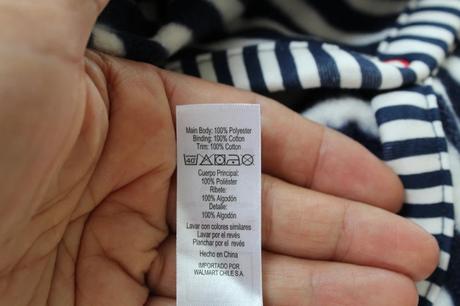 Main Body: 100% Polyester
Binding: 100% Cotton
Trim: 100% Cotton
40
Cuerpo Principal:
100% Poliéster
Ribete:
100% Algodón
Detalle:
100% Algodón
Lavar con colores similares
Lavar por el revés
Planchar por el revés
Hecho en China
IMPORTADO POR
WALMART CHILE S.A.